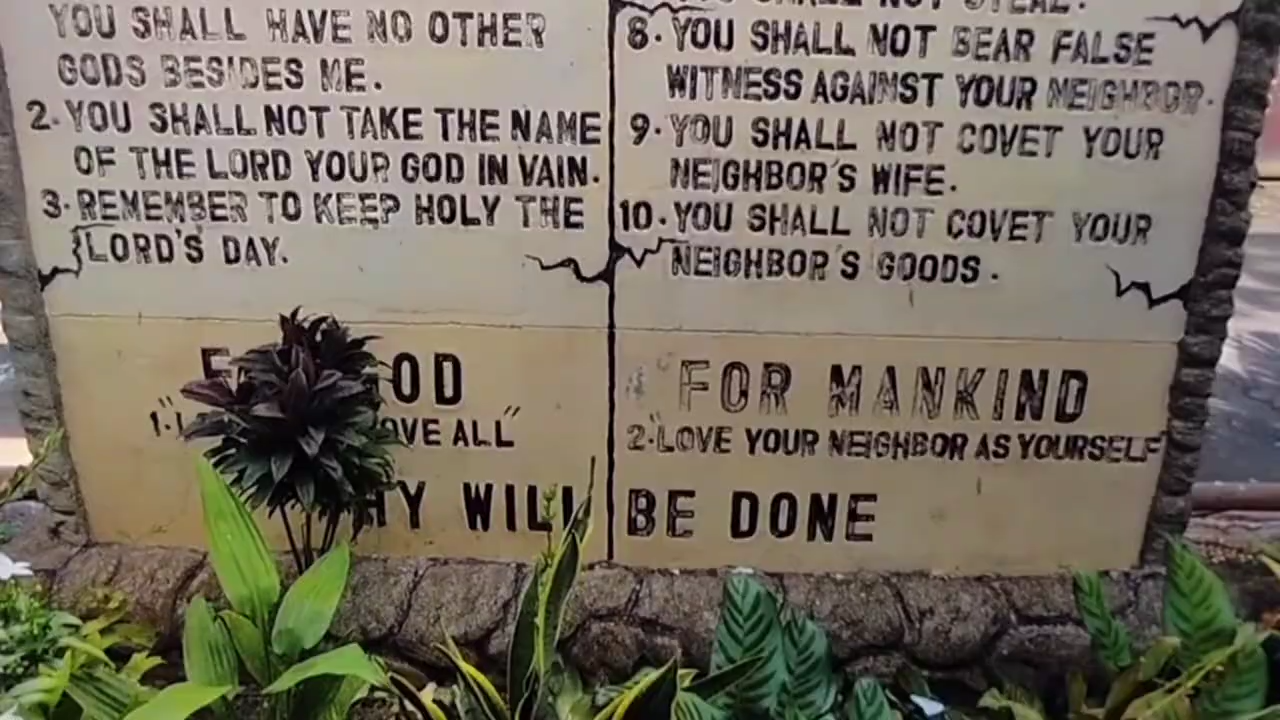 YOU SHALL HAVE NO OTHER
GODS BESIDES ME.
2. YOU SHALL NOT TAKE THE NAME
OF THE LORD YOUR GOD IN VAIN.
3. REMEMBER TO KEEP HOLY THE
LORD'S DAY.
SHALL NOT STEAL.
8. YOU SHALL NOT BEAR FALSE
WITNESS AGAINST YOUR NEIGHBOR.
9. YOU SHALL NOT COVET YOUR
NEIGHBOR'S WIFE.
10. YOU SHALL NOT COVET YOUR
NEIGHBOR'S GOODS.
OD
1. " OVE ALL"
FOR MANKIND
2. "LOVE YOUR NEIGHBOR AS YOURSELF
HY WILL BE DONE